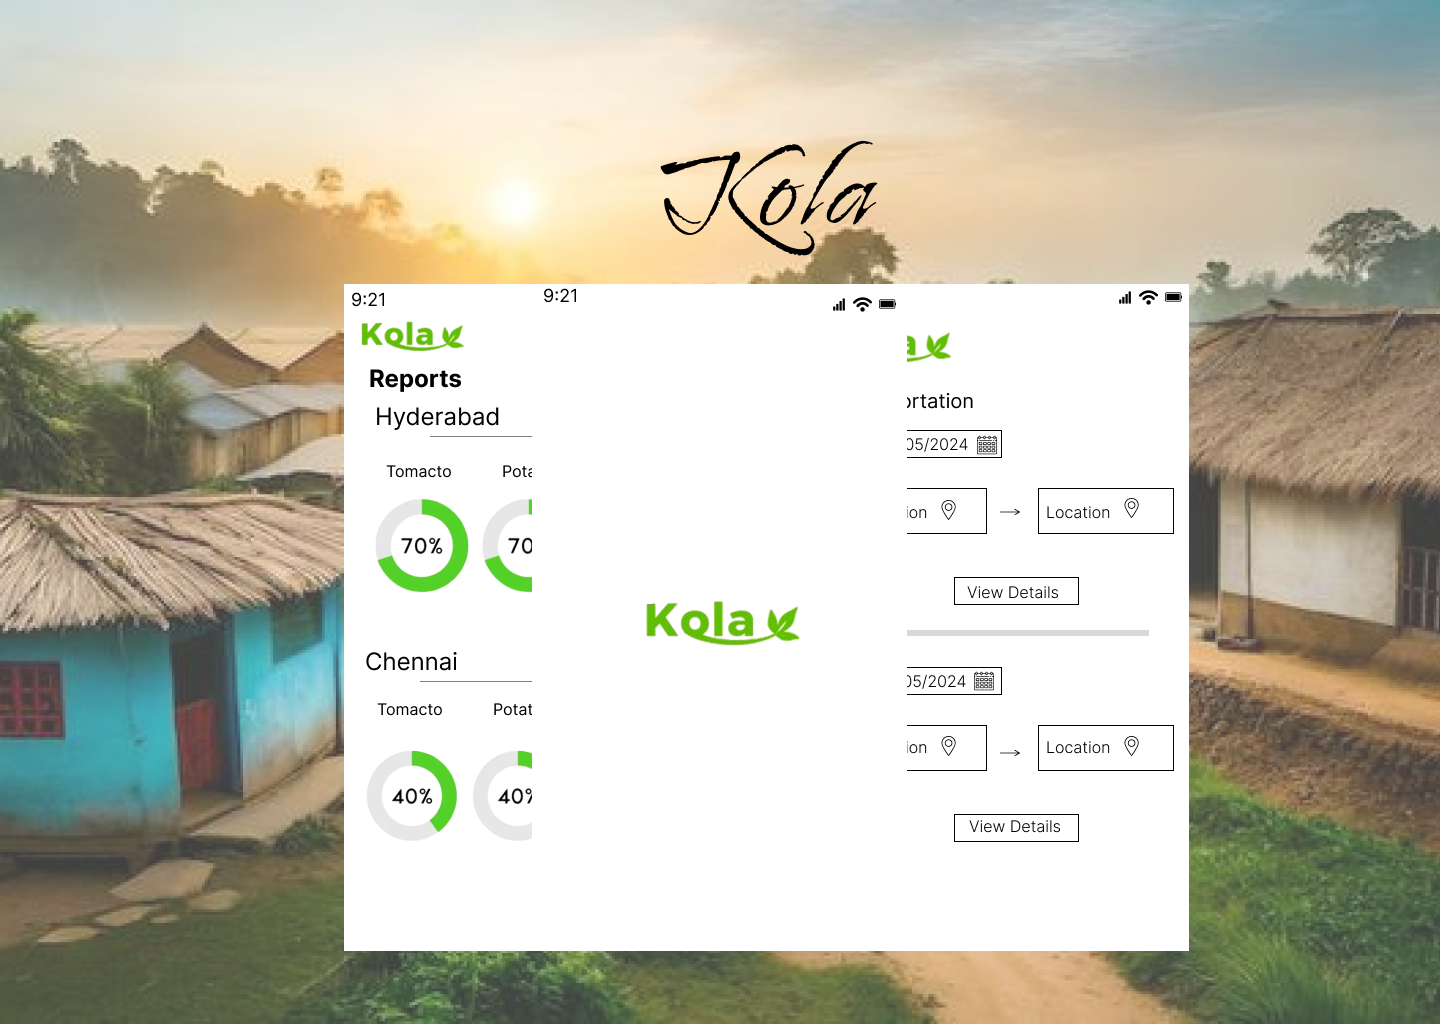 Kola
9:21
Kola
Reports
Hyderabad
Tomacto Pota
70% 70
Chennai
Tomacto Potat
40% 40%
9:21
Kola
a
ortation
05/2024
ion → Location
View Details
05/2024
ion → Location
View Details